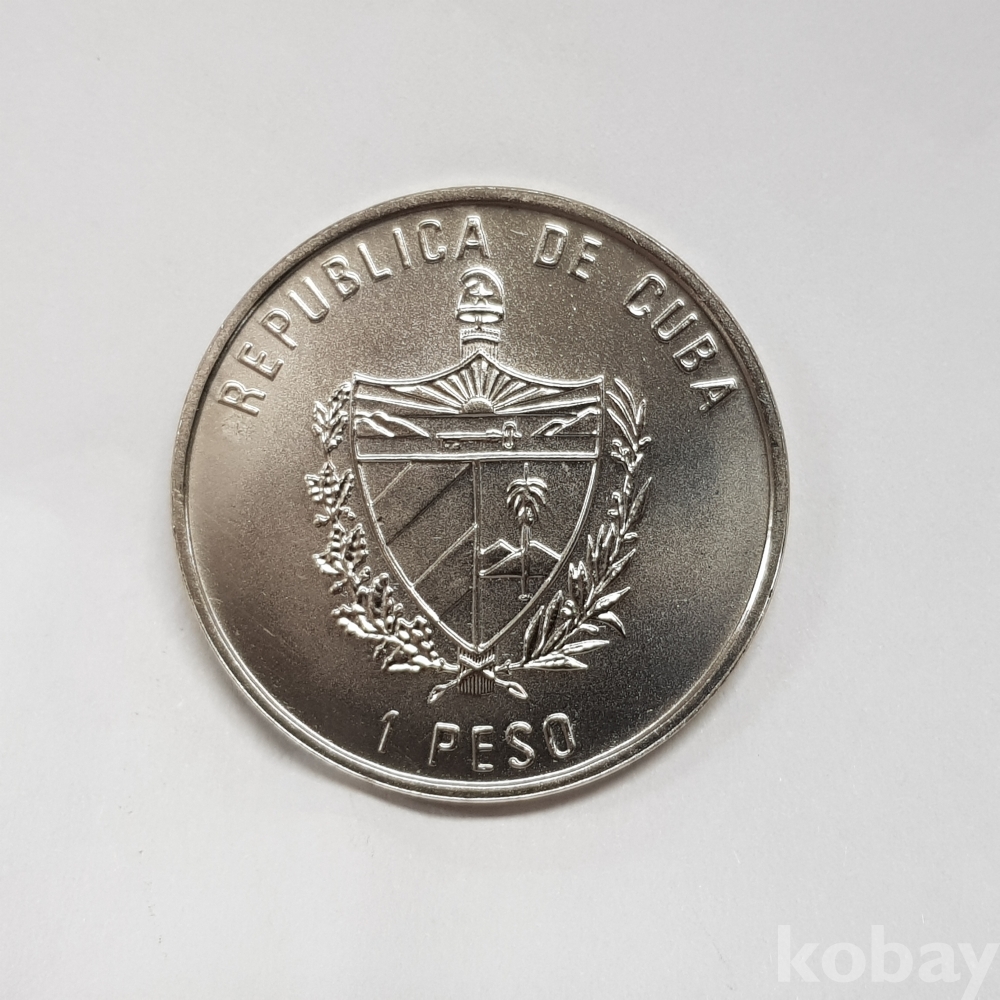 REPUBLICA DE CUBA
1 PESO
kobay